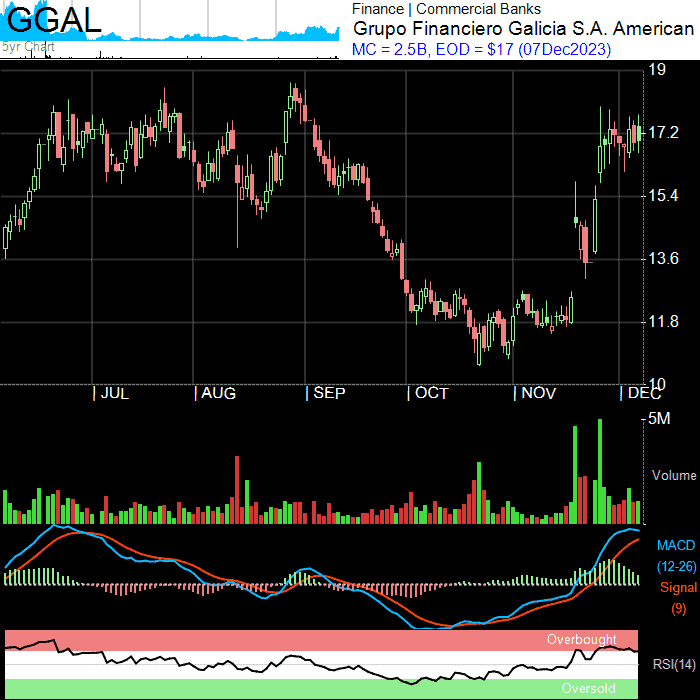 GGAL
5yr Chart
Finance | Commercial Banks
Grupo Financiero Galicia S.A. American
MC = 2.5B, EOD = $17 (07Dec2023)
19
17.2
15.4
13.6
11.8
10
| JUL | AUG | SEP | OCT | NOV | DEC
5M
Volume
MACD
(12-26)
Signal
(9)
Overbought
RSI(14)
Oversold